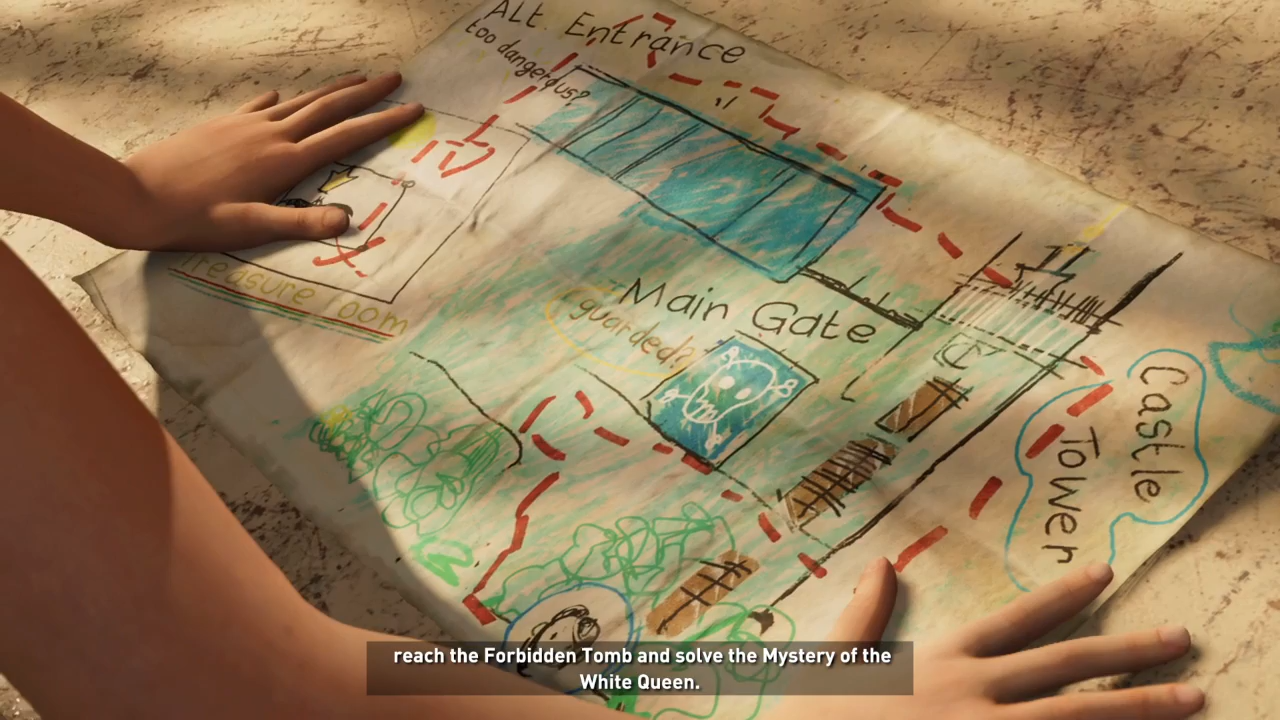 ALt. Entrance
too dangerous?
Treasure room
Main Gate
guarded?
Castle
Tower
reach the Forbidden Tomb and solve the Mystery of the
White Queen.